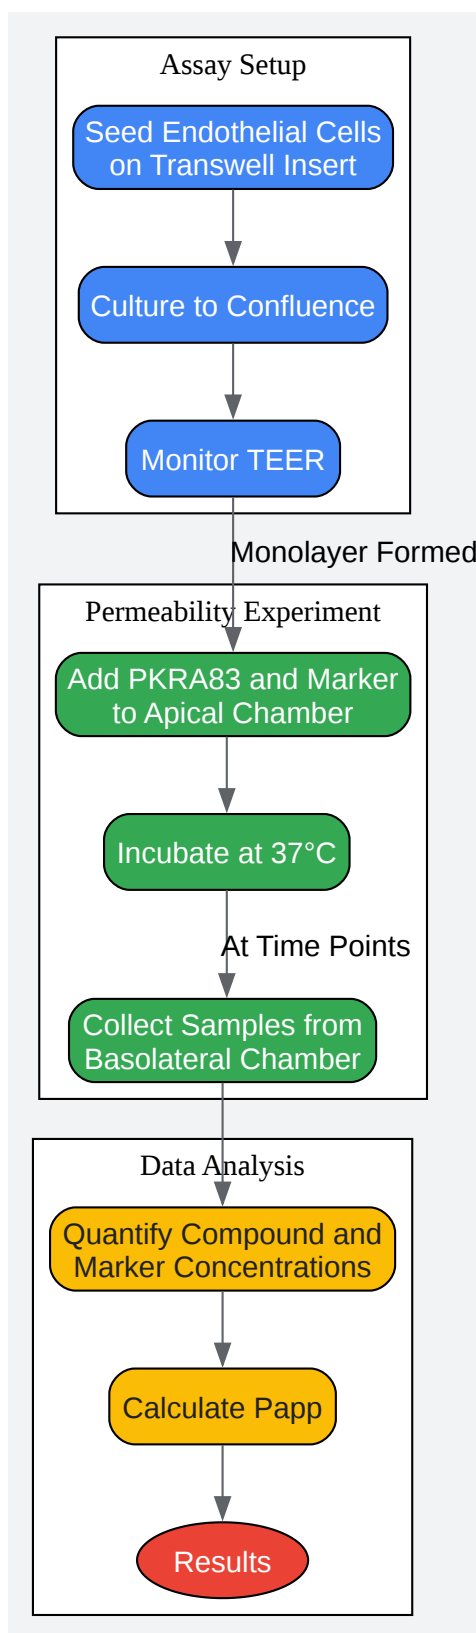 Assay Setup
Seed Endothelial Cells
on Transwell Insert
Culture to Confluence
Monitor TEER
Monolayer Formed
Permeability Experiment
Add PKRA83 and Marker
to Apical Chamber
Incubate at 37°C
At Time Points
Collect Samples from
Basolateral Chamber
Data Analysis
Quantify Compound and
Marker Concentrations
Calculate Papp
Results